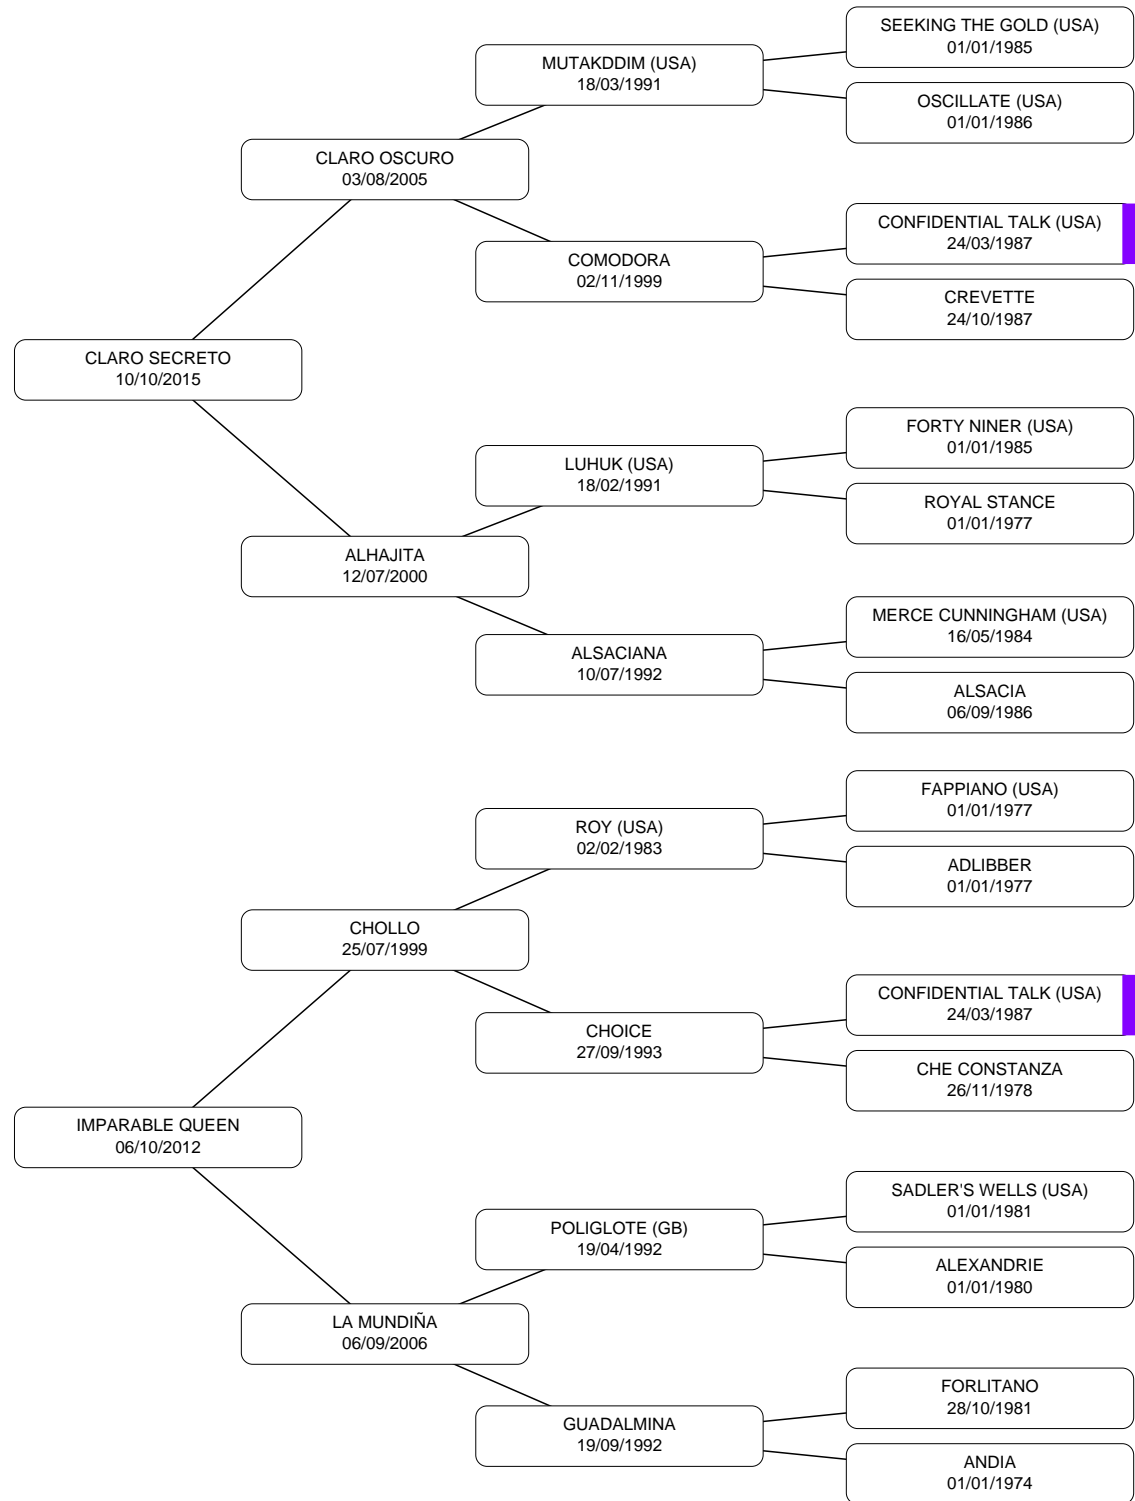 SEEKING THE GOLD (USA)
01/01/1985
MUTAKDDIM (USA)
18/03/1991
OSCILLATE (USA)
01/01/1986
CLARO OSCURO
03/08/2005
CONFIDENTIAL TALK (USA)
24/03/1987
COMODORA
02/11/1999
CREVETTE
24/10/1987
CLARO SECRETO
10/10/2015
FORTY NINER (USA)
01/01/1985
LUHUK (USA)
18/02/1991
ROYAL STANCE
01/01/1977
ALHAJITA
12/07/2000
MERCE CUNNINGHAM (USA)
16/05/1984
ALSACIANA
10/07/1992
ALSACIA
06/09/1986
FAPPIANO (USA)
01/01/1977
ROY (USA)
02/02/1983
ADLIBBER
01/01/1977
CHOLLO
25/07/1999
CONFIDENTIAL TALK (USA)
24/03/1987
CHOICE
27/09/1993
CHE CONSTANZA
26/11/1978
IMPARABLE QUEEN
06/10/2012
SADLER'S WELLS (USA)
01/01/1981
POLIGLOTE (GB)
19/04/1992
ALEXANDRIE
01/01/1980
LA MUNDIÑA
06/09/2006
FORLITANO
28/10/1981
GUADALMINA
19/09/1992
ANDIA
01/01/1974